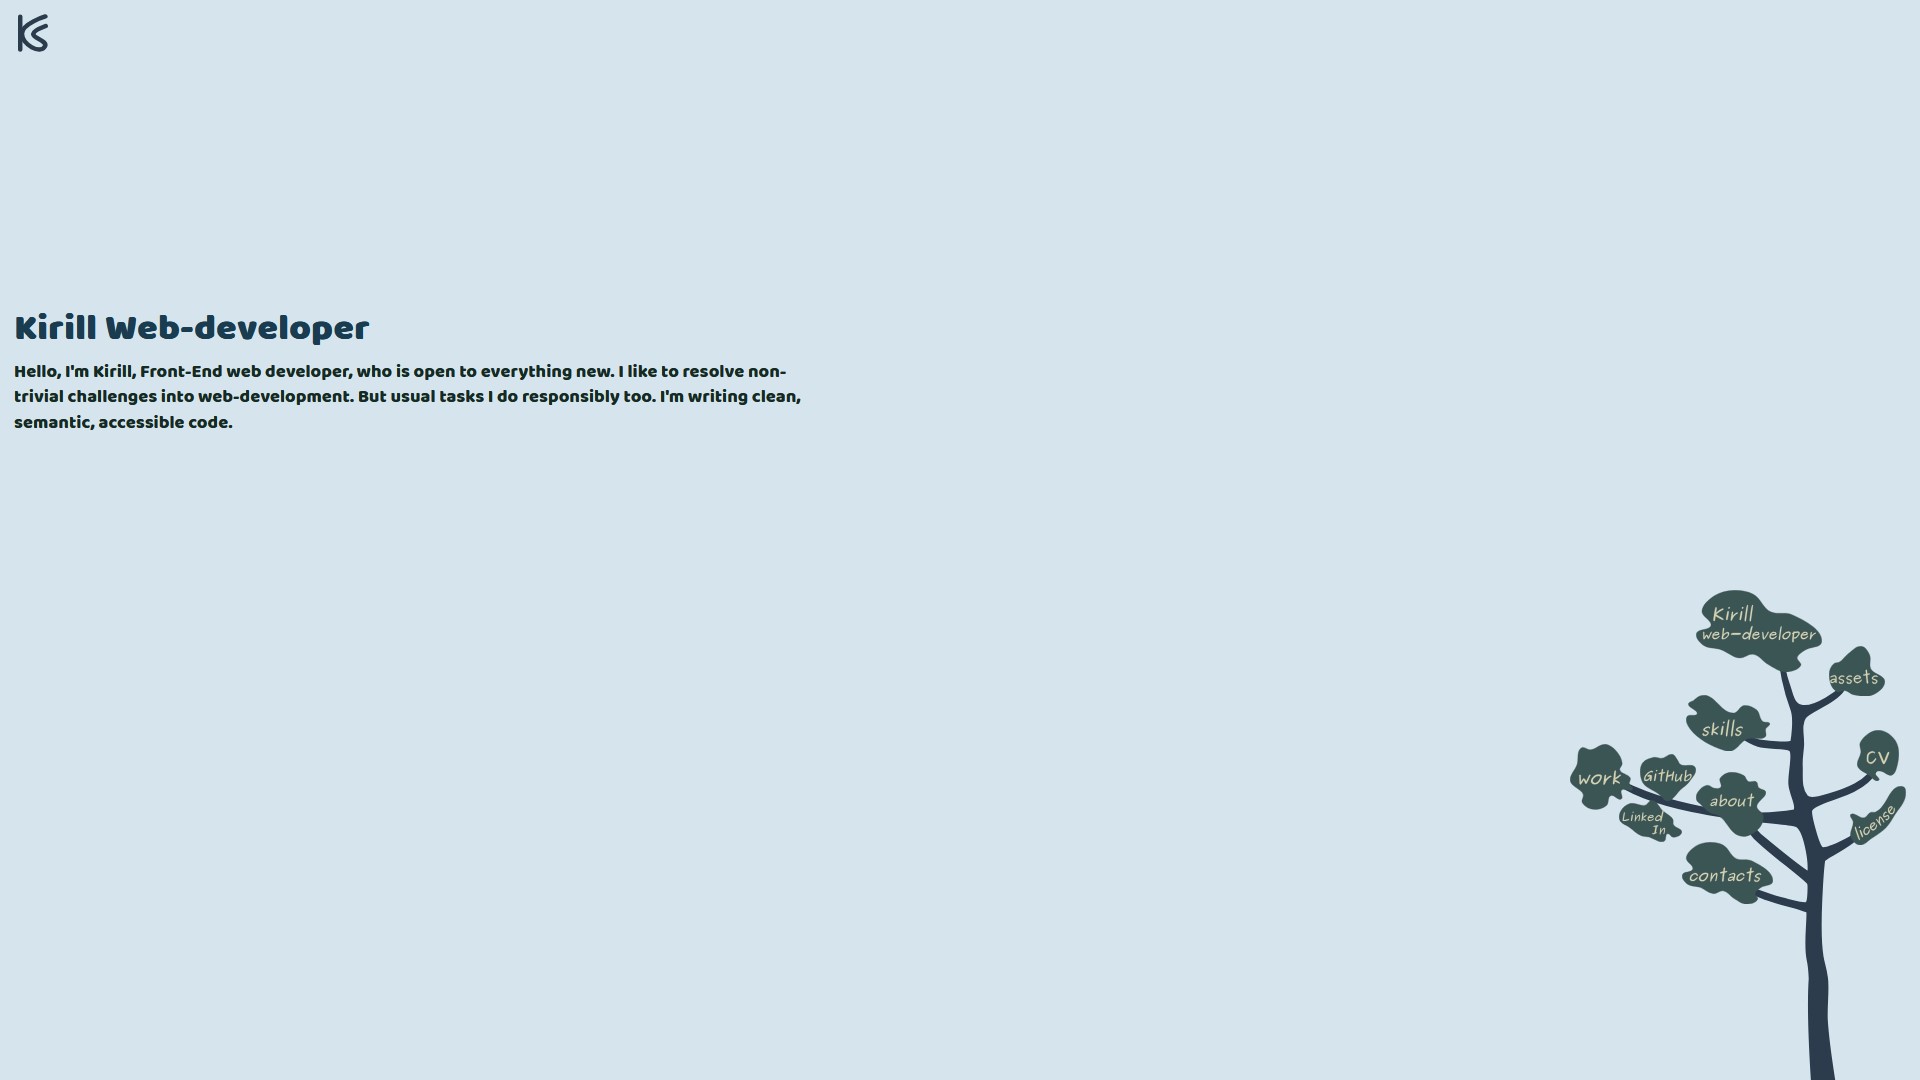 KS
Kirill Web-developer
Hello, I'm Kirill, Front-End web developer, who is open to everything new. I like to resolve non-
trivial challenges into web-development. But usual tasks I do responsibly too. I'm writing clean,
semantic, accessible code.
Kirill
web-developer
assets
skills
CV
work
GitHub
about
Linked
In
license
contacts